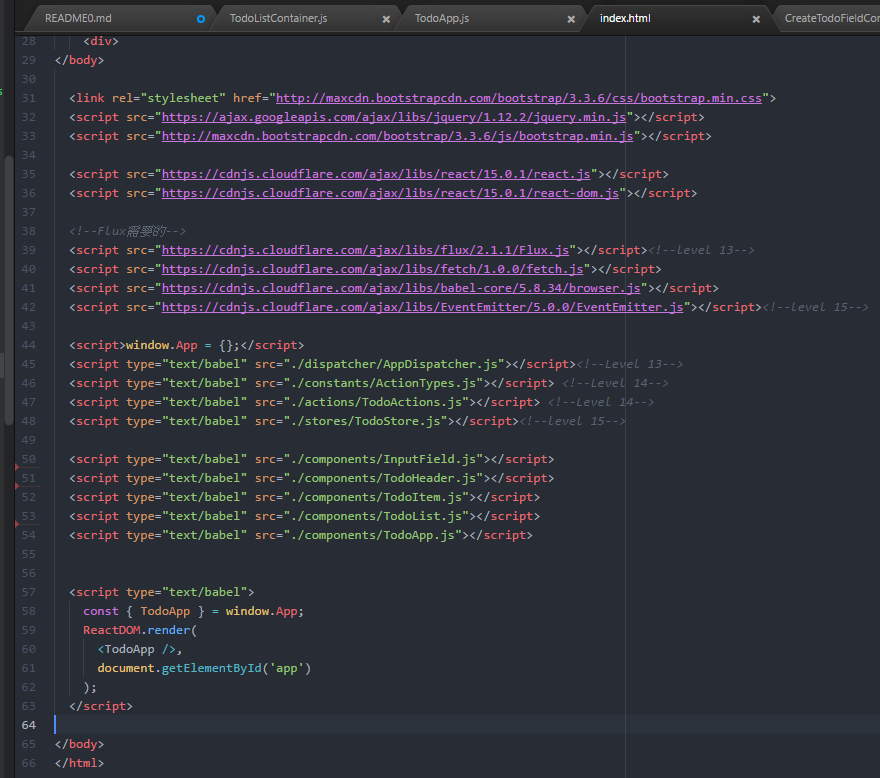 README0.md TodoListContainer.js × TodoApp.js × index.html × CreateTodoFieldCon
28 <div>
29 </body>
30
31 <link rel="stylesheet" href="http://maxcdn.bootstrapcdn.com/bootstrap/3.3.6/css/bootstrap.min.css">
32 <script src="https://ajax.googleapis.com/ajax/libs/jquery/1.12.2/jquery.min.js"></script>
33 <script src="http://maxcdn.bootstrapcdn.com/bootstrap/3.3.6/js/bootstrap.min.js"></script>
34
35 <script src="https://cdnjs.cloudflare.com/ajax/libs/react/15.0.1/react.js"></script>
36 <script src="https://cdnjs.cloudflare.com/ajax/libs/react/15.0.1/react-dom.js"></script>
37
38 <!--Flux需要的-->
39 <script src="https://cdnjs.cloudflare.com/ajax/libs/flux/2.1.1/Flux.js"></script><!--level 13-->
40 <script src="https://cdnjs.cloudflare.com/ajax/libs/fetch/1.0.0/fetch.js"></script>
41 <script src="https://cdnjs.cloudflare.com/ajax/libs/babel-core/5.8.34/browser.js"></script>
42 <script src="https://cdnjs.cloudflare.com/ajax/libs/EventEmitter/5.0.0/EventEmitter.js"></script><!--level 15-->
43
44 <script>window.App = {};</script>
45 <script type="text/babel" src="./dispatcher/AppDispatcher.js"></script><!--Level 13-->
46 <script type="text/babel" src="./constants/ActionTypes.js"></script> <!--Level 14-->
47 <script type="text/babel" src="./actions/TodoActions.js"></script> <!--Level 14-->
48 <script type="text/babel" src="./stores/TodoStore.js"></script><!--level 15-->
49
50 <script type="text/babel" src="./components/InputField.js"></script>
51 <script type="text/babel" src="./components/TodoHeader.js"></script>
52 <script type="text/babel" src="./components/TodoItem.js"></script>
53 <script type="text/babel" src="./components/TodoList.js"></script>
54 <script type="text/babel" src="./components/TodoApp.js"></script>
55
56
57 <script type="text/babel">
58 const { TodoApp } = window.App;
59 ReactDOM.render(
60 <TodoApp />,
61 document.getElementById('app')
62 );
63 </script>
64
65 </body>
66 </html>